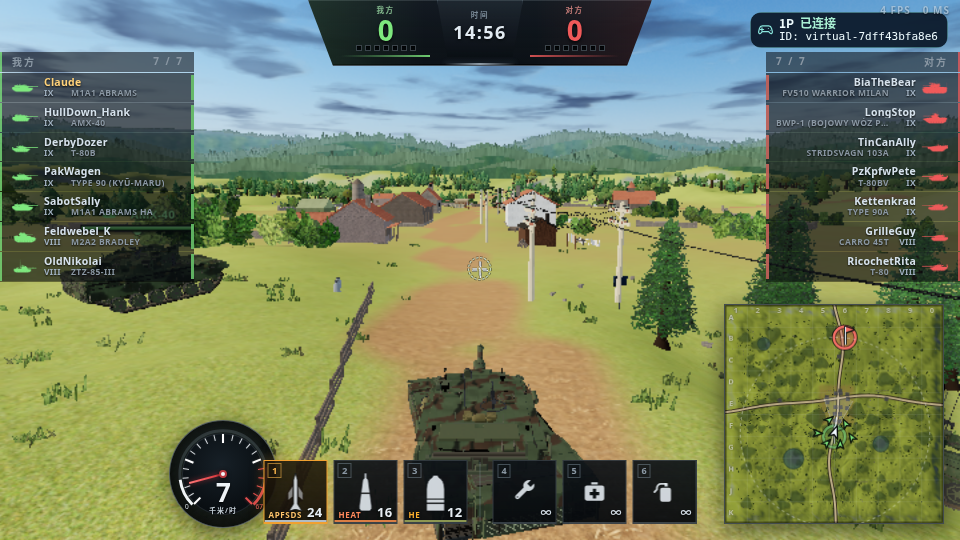 4 FPS 0 MS
我方 时间 对方
0 14:56 0
1P 已连接
ID: virtual-7dff43bfa8e6
我方 7 / 7
Claude
IX M1A1 ABRAMS
HullDown_Hank
IX AMX-40
DerbyDozer
IX T-80B
PakWagen
IX TYPE 90 (KYŪ-MARU)
SabotSally
IX M1A1 ABRAMS HA
Feldwebel_K
VIII M2A2 BRADLEY
OldNikolai
VIII ZTZ-85-III
7 / 7 对方
BiaTheBear
FV510 WARRIOR MILAN IX
LongStop
BWP-1 (BOJOWY WOZ P... IX
TinCanAlly
STRIDSVAGN 103A IX
PzKpfwPete
T-80BV IX
Kettenkrad
TYPE 90A IX
GrilleGuy
CARRO 45T VIII
RicochetRita
T-80 VIII
7
千米/时
1 APFSDS 24
2 HEAT 16
3 HE 12
4 ∞
5 ∞
6 ∞